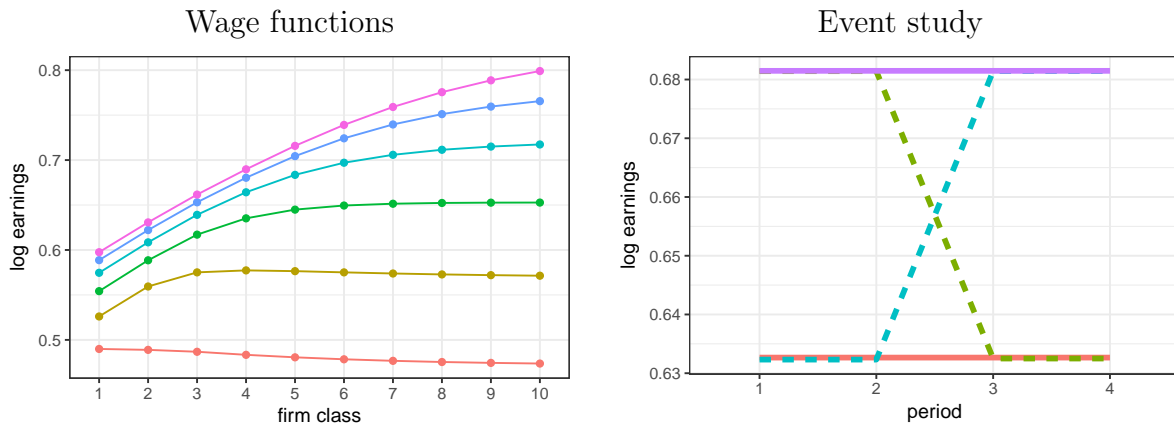 Wage functions
0.8
0.7
0.6
0.5
log earnings
1 2 3 4 5 6 7 8 9 10
firm class
Event study
0.68
0.67
0.66
0.65
0.64
0.63
log earnings
1 2 3 4
period